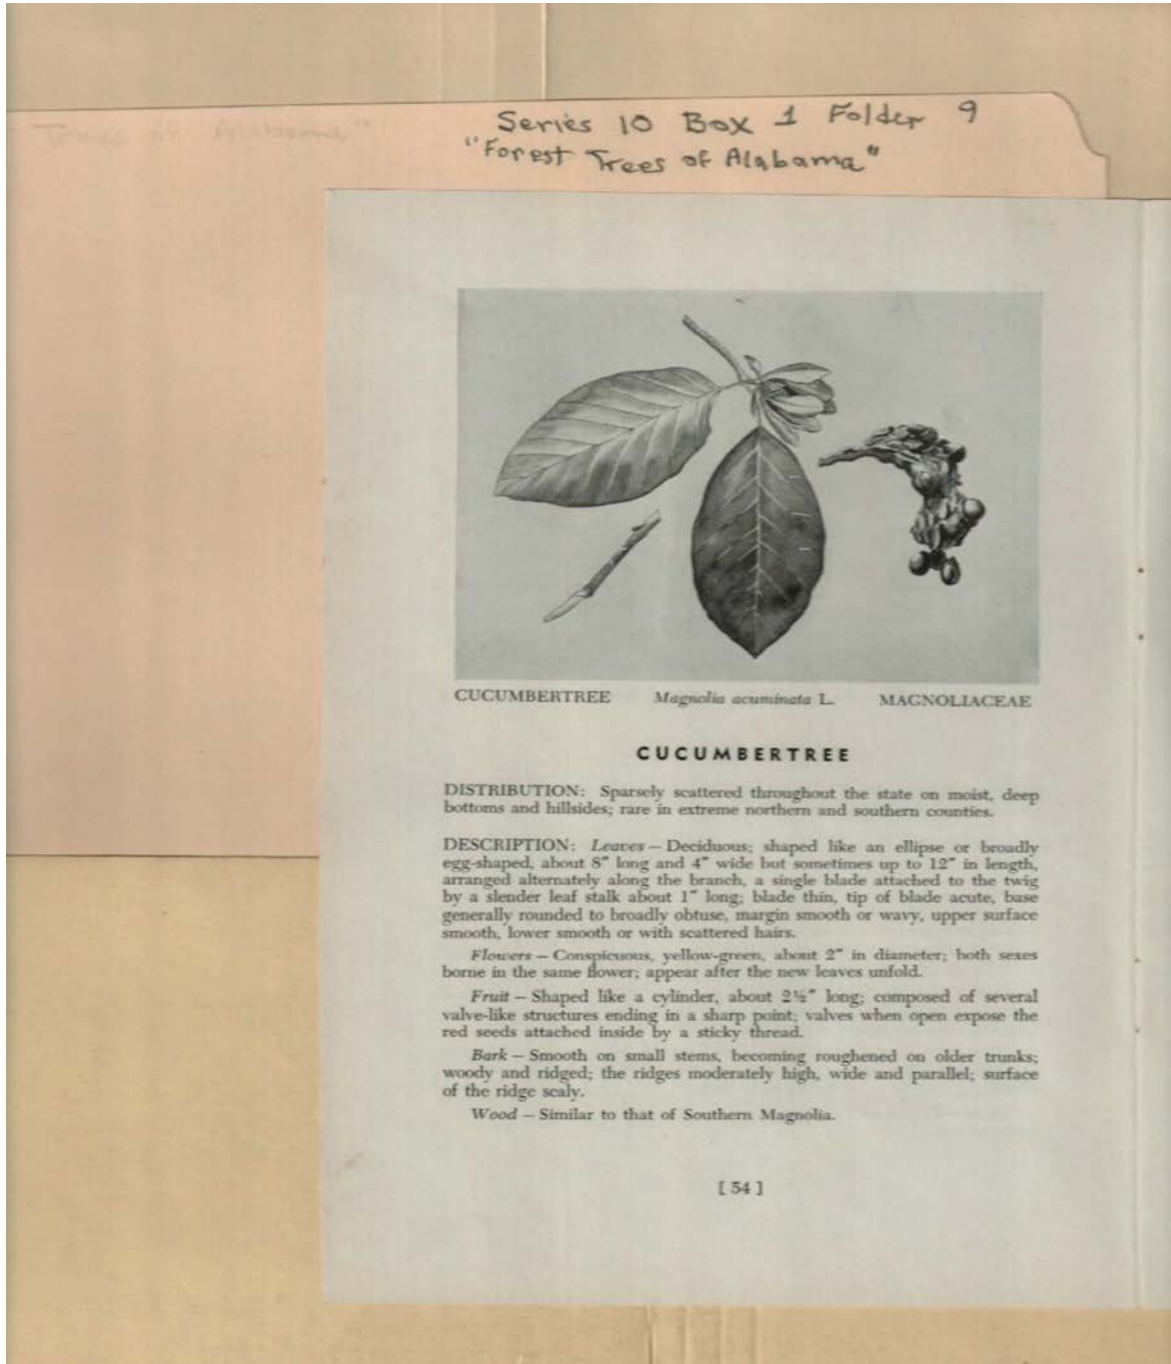 Trees of Alabama"
Series 10 Box 1 Folder 9
"Forest Trees of Alabama"
CUCUMBERTREE Magnolia acuminata L. MAGNOLIACEAE
CUCUMBERTREE
DISTRIBUTION: Sparsely scattered throughout the state on moist, deep
bottoms and hillsides; rare in extreme northern and southern counties.
DESCRIPTION: Leaves — Deciduous; shaped like an ellipse or broadly
egg-shaped, about 8″ long and 4″ wide but sometimes up to 12″ in length,
arranged alternately along the branch, a single blade attached to the twig
by a slender leaf stalk about 1″ long; blade thin, tip of blade acute, base
generally rounded to broadly obtuse, margin smooth or wavy, upper surface
smooth, lower smooth or with scattered hairs.
Flowers — Conspicuous, yellow-green, about 2″ in diameter; both sexes
borne in the same flower; appear after the new leaves unfold.
Fruit — Shaped like a cylinder, about 2½″ long; composed of several
valve-like structures ending in a sharp point; valves when open expose the
red seeds attached inside by a sticky thread.
Bark — Smooth on small stems, becoming roughened on older trunks;
woody and ridged; the ridges moderately high, wide and parallel; surface
of the ridge scaly.
Wood — Similar to that of Southern Magnolia.
[ 54 ]